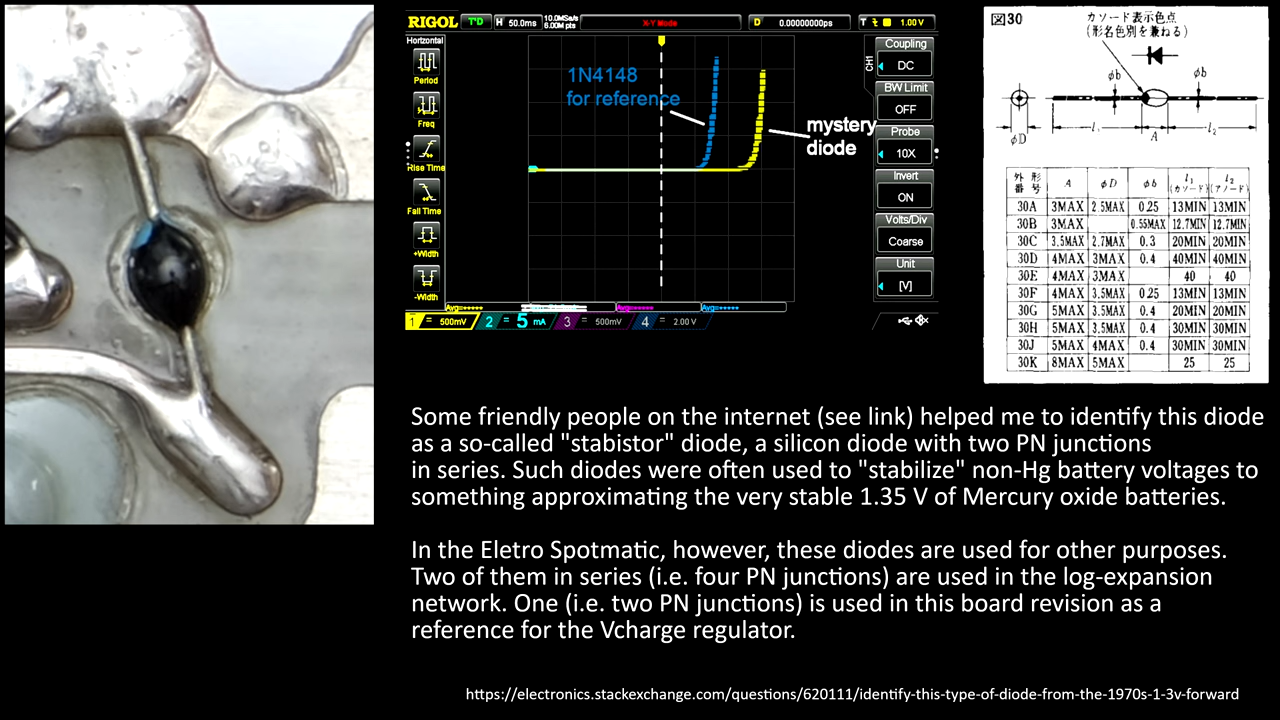 RIGOL T'D H 50.0ms 10.0MSa/s 6.00M pts X-Y Mode D 0.00000000ps T 1.00 V
Horizontal
Period
Freq
Rise Time
Fall Time
+Width
-Width
1N4148
for reference
mystery
diode
CH1
Coupling
DC
BW Limit
OFF
Probe
10X
Invert
ON
Volts/Div
Coarse
Unit
[V]
1 = 500mV 2 = 5 mA 3 = 500mV 4 = 2.00 V
図30
カソード表示色点
(形名色別を兼ねる)
φb φb
φD l₁ A l₂
外形番号 A φD φb l₁(カソード) l₂(アノード)
30A 3MAX 2.5MAX 0.25 13MIN 13MIN
30B 3MAX 0.55MAX 12.7MIN 12.7MIN
30C 3.5MAX 2.7MAX 0.3 20MIN 20MIN
30D 4MAX 3MAX 0.4 40MIN 40MIN
30E 4MAX 3MAX 40 40
30F 4MAX 3.5MAX 0.25 13MIN 13MIN
30G 5MAX 3.5MAX 0.4 20MIN 20MIN
30H 5MAX 3.5MAX 0.4 30MIN 30MIN
30J 5MAX 4MAX 0.4 30MIN 30MIN
30K 8MAX 5MAX 25 25
Some friendly people on the internet (see link) helped me to identify this diode
as a so-called "stabistor" diode, a silicon diode with two PN junctions
in series. Such diodes were often used to "stabilize" non-Hg battery voltages to
something approximating the very stable 1.35 V of Mercury oxide batteries.
In the Eletro Spotmatic, however, these diodes are used for other purposes.
Two of them in series (i.e. four PN junctions) are used in the log-expansion
network. One (i.e. two PN junctions) is used in this board revision as a
reference for the Vcharge regulator.
https://electronics.stackexchange.com/questions/620111/identify-this-type-of-diode-from-the-1970s-1-3v-forward